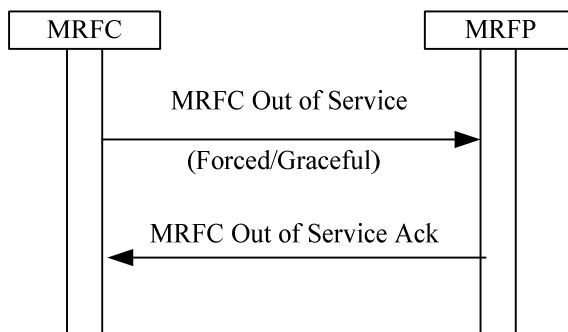 MRFC
MRFP
MRFC Out of Service
(Forced/Graceful)
MRFC Out of Service Ack